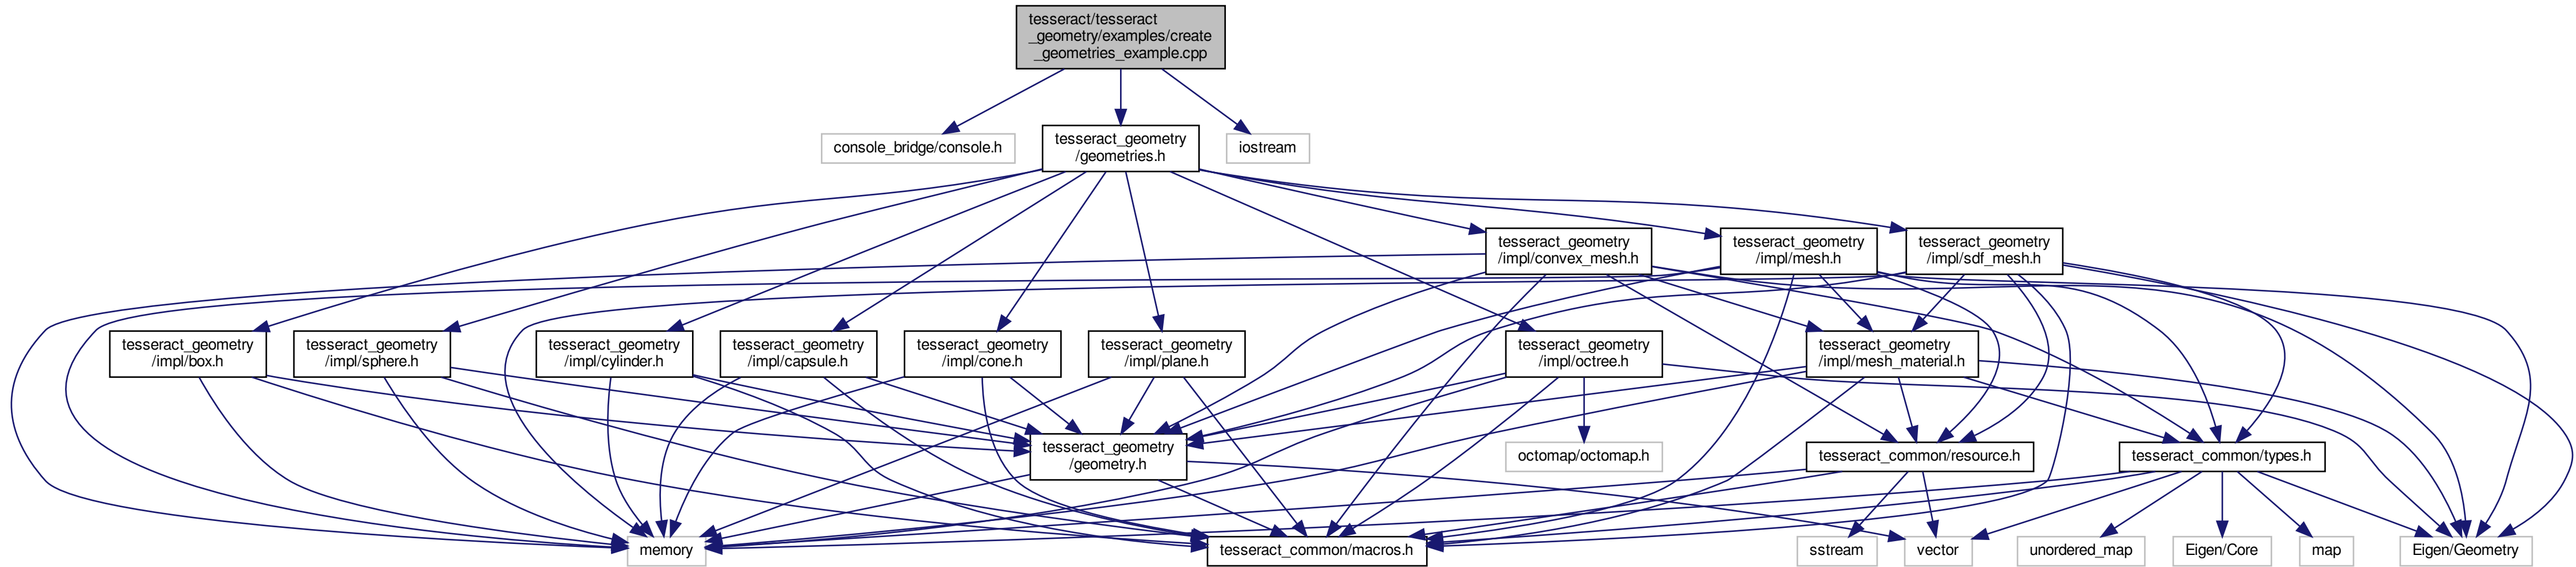 tesseract/tesseract
_geometry/examples/create
_geometries_example.cpp
console_bridge/console.h
tesseract_geometry
/geometries.h
iostream
tesseract_geometry
/impl/convex_mesh.h
tesseract_geometry
/impl/mesh.h
tesseract_geometry
/impl/sdf_mesh.h
tesseract_geometry
/impl/box.h
tesseract_geometry
/impl/sphere.h
tesseract_geometry
/impl/cylinder.h
tesseract_geometry
/impl/capsule.h
tesseract_geometry
/impl/cone.h
tesseract_geometry
/impl/plane.h
tesseract_geometry
/impl/octree.h
tesseract_geometry
/impl/mesh_material.h
tesseract_geometry
/geometry.h
octomap/octomap.h
tesseract_common/resource.h
tesseract_common/types.h
memory
tesseract_common/macros.h
sstream
vector
unordered_map
Eigen/Core
map
Eigen/Geometry